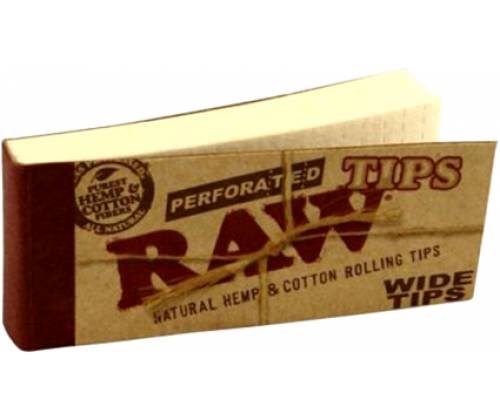 PUREST
HEMP &
COTTON
FIBERS
ALL NATURAL
PERFORATED
TIPS
RAW
®
NATURAL HEMP & COTTON ROLLING TIPS
WIDE
TIPS